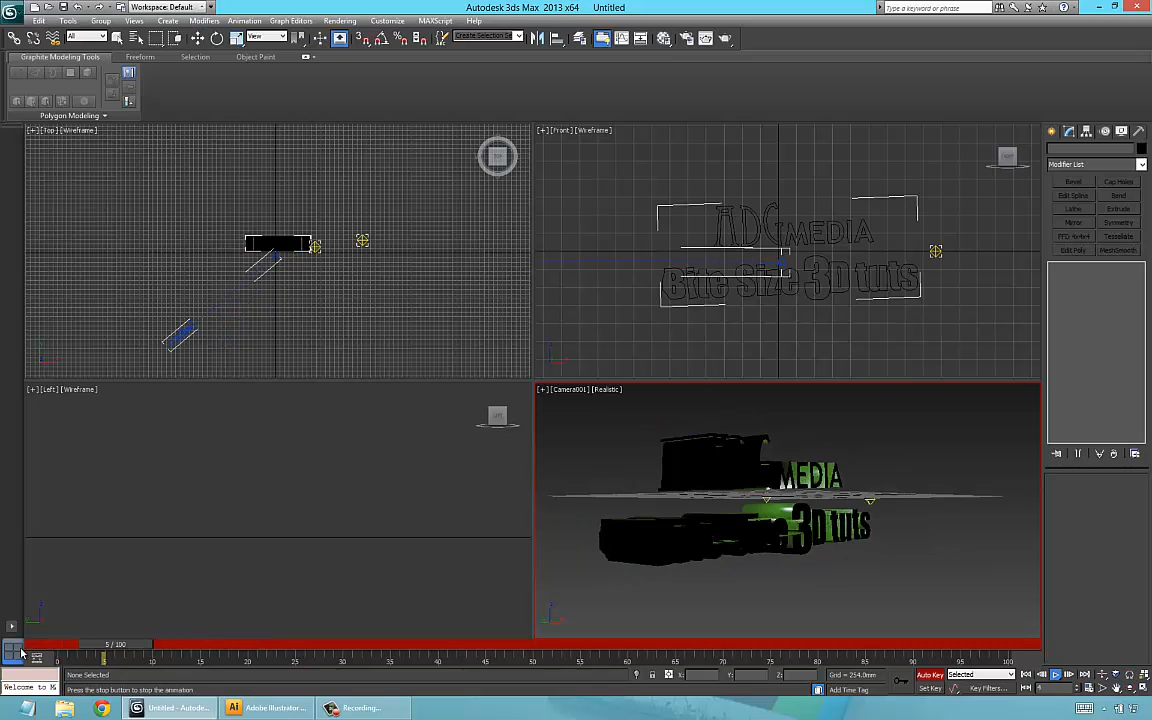 Workspace: Default
Autodesk 3ds Max 2013 x64
Untitled
Type a keyword or phrase
Edit Tools Group Views Create Modifiers Animation Graph Editors Rendering Customize MAXScript Help
All
View
Create Selection Se
Graphite Modeling Tools Freeform Selection Object Paint
Polygon Modeling
[+] [Top] [Wireframe]
TOP
[+] [Front] [Wireframe]
ADGMEDIA
Bite Size 3D tuts
Modifier List
Bevel Cap Holes
Edit Spline Bend
Lathe Extrude
Mirror Symmetry
FFD 4x4x4 Tessellate
Edit Poly MeshSmooth
[+] [Left] [Wireframe]
LEFT
[+] [Camera001] [Realistic]
MEDIA
3D tuts
5 / 100
0 5 10 15 20 25 30 35 40 45 50 55 60 65 70 75 80 85 90 95 100
None Selected
X: Y: Z:
Grid = 254.0mm
Auto Key
Selected
Welcome to M
Press the stop button to stop the animation
Add Time Tag
Set Key
Key Filters...
4
Untitled - Autode...
Adobe Illustrator ...
Recording...